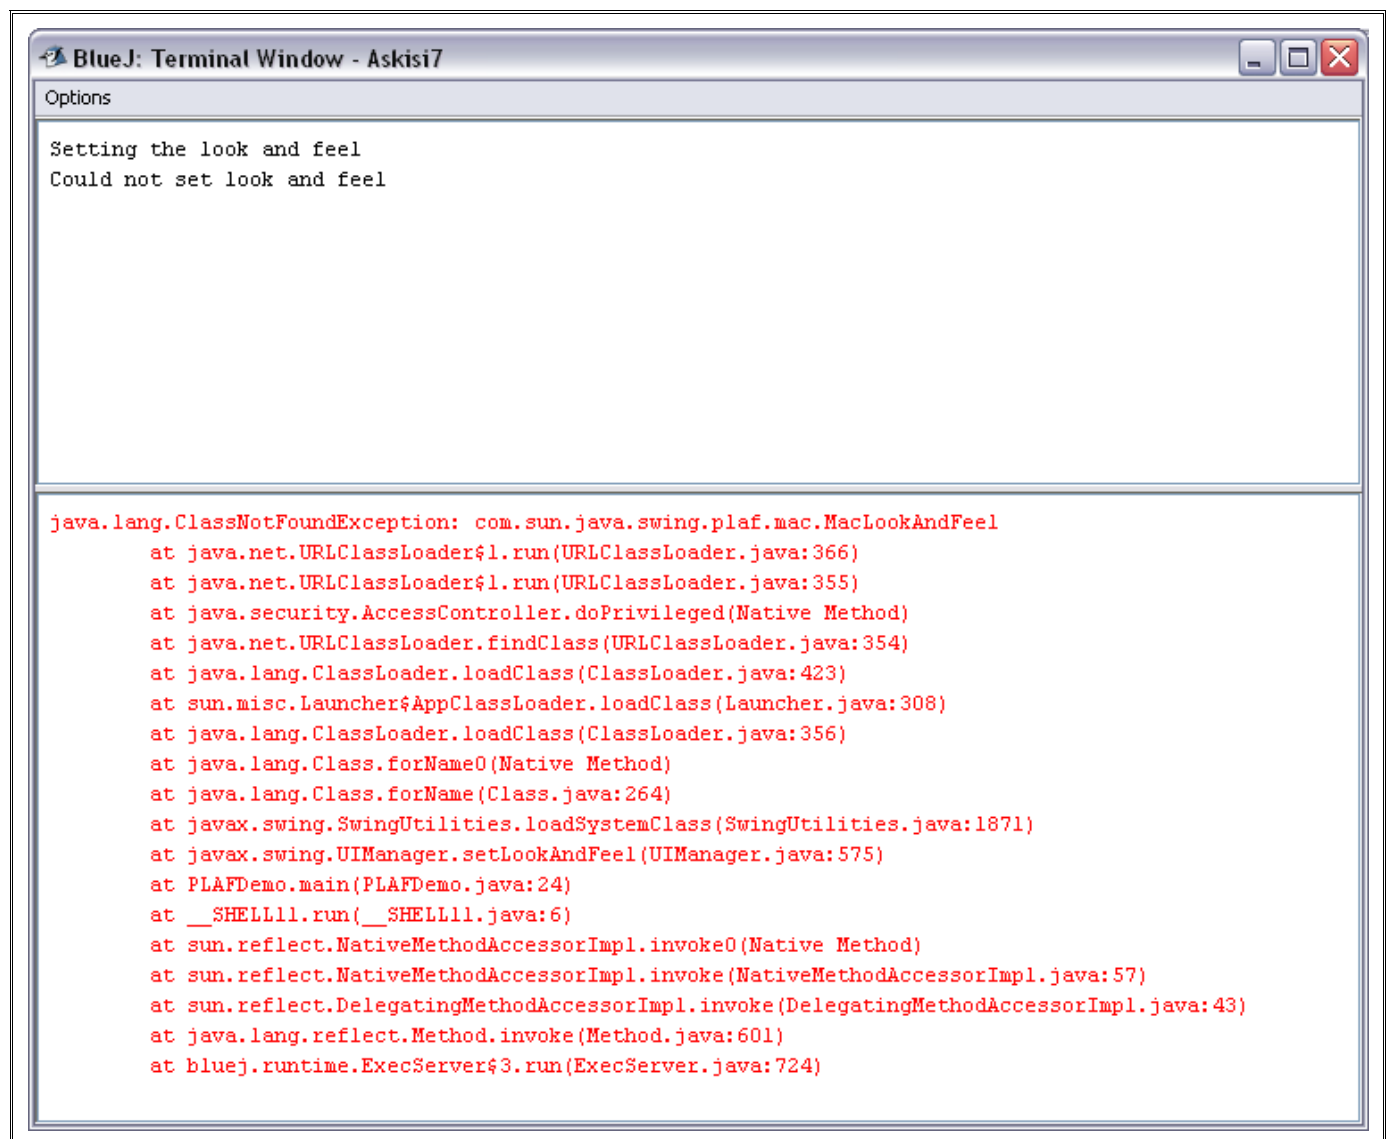 BlueJ: Terminal Window - Askisi7
Options
Setting the look and feel
Could not set look and feel
java.lang.ClassNotFoundException: com.sun.java.swing.plaf.mac.MacLookAndFeel
at java.net.URLClassLoader$1.run(URLClassLoader.java:366)
at java.net.URLClassLoader$1.run(URLClassLoader.java:355)
at java.security.AccessController.doPrivileged(Native Method)
at java.net.URLClassLoader.findClass(URLClassLoader.java:354)
at java.lang.ClassLoader.loadClass(ClassLoader.java:423)
at sun.misc.Launcher$AppClassLoader.loadClass(Launcher.java:308)
at java.lang.ClassLoader.loadClass(ClassLoader.java:356)
at java.lang.Class.forName0(Native Method)
at java.lang.Class.forName(Class.java:264)
at javax.swing.SwingUtilities.loadSystemClass(SwingUtilities.java:1871)
at javax.swing.UIManager.setLookAndFeel(UIManager.java:575)
at PLAFDemo.main(PLAFDemo.java:24)
at __SHELL11.run(__SHELL11.java:6)
at sun.reflect.NativeMethodAccessorImpl.invoke0(Native Method)
at sun.reflect.NativeMethodAccessorImpl.invoke(NativeMethodAccessorImpl.java:57)
at sun.reflect.DelegatingMethodAccessorImpl.invoke(DelegatingMethodAccessorImpl.java:43)
at java.lang.reflect.Method.invoke(Method.java:601)
at bluej.runtime.ExecServer$3.run(ExecServer.java:724)